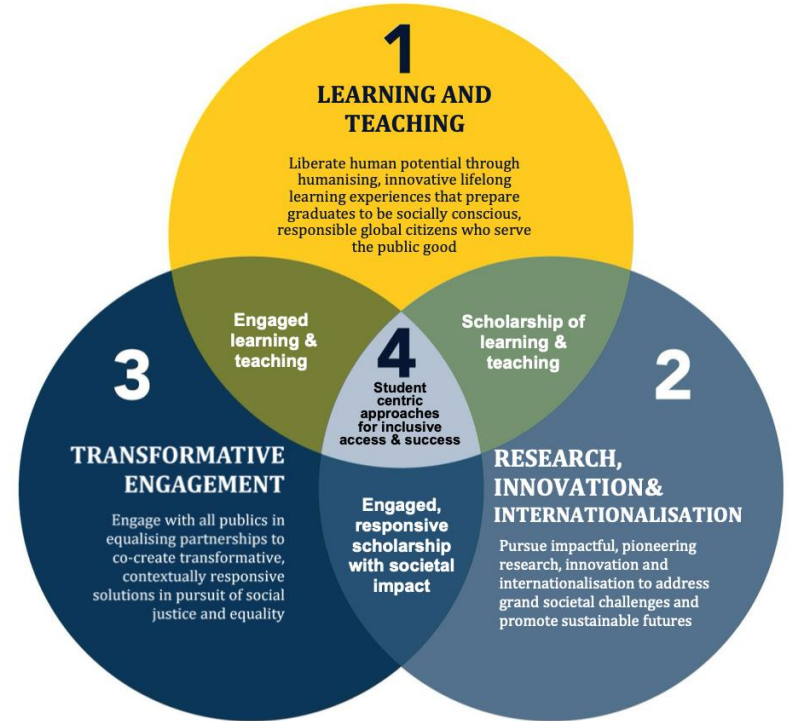 1
LEARNING AND
TEACHING
Liberate human potential through
humanising, innovative lifelong
learning experiences that prepare
graduates to be socially conscious,
responsible global citizens who serve
the public good
Engaged
learning &
teaching
Scholarship of
learning &
teaching
4
Student
centric
approaches
for inclusive
access & success
3
TRANSFORMATIVE
ENGAGEMENT
Engage with all publics in
equalising partnerships to
co-create transformative,
contextually responsive
solutions in pursuit of social
justice and equality
2
RESEARCH,
INNOVATION&
INTERNATIONALISATION
Pursue impactful, pioneering
research, innovation and
internationalisation to address
grand societal challenges and
promote sustainable futures
Engaged,
responsive
scholarship
with societal
impact